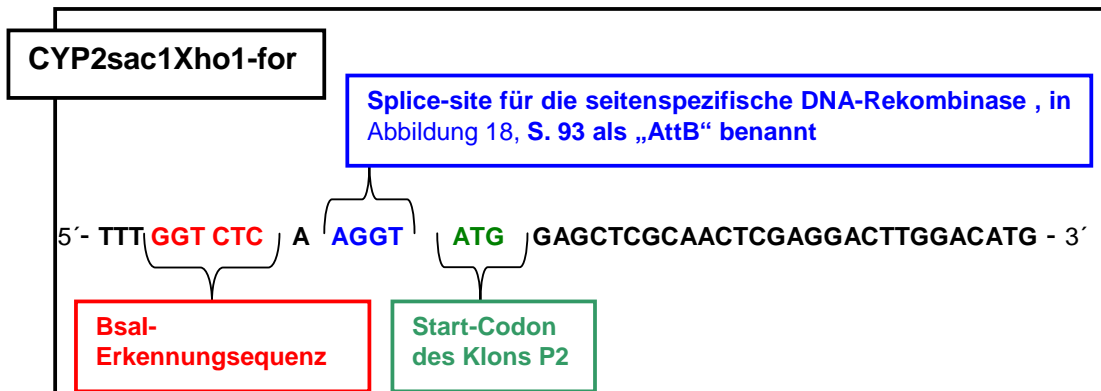 CYP2sac1Xho1-for
Splice-site für die seitenspezifische DNA-Rekombinase , in
Abbildung 18, S. 93 als „AttB“ benannt
5´- TTT GGT CTC A AGGT ATG GAGCTCGCAACTCGAGGACTTGGACATG - 3´
BsaI-
Erkennungsequenz
Start-Codon
des Klons P2